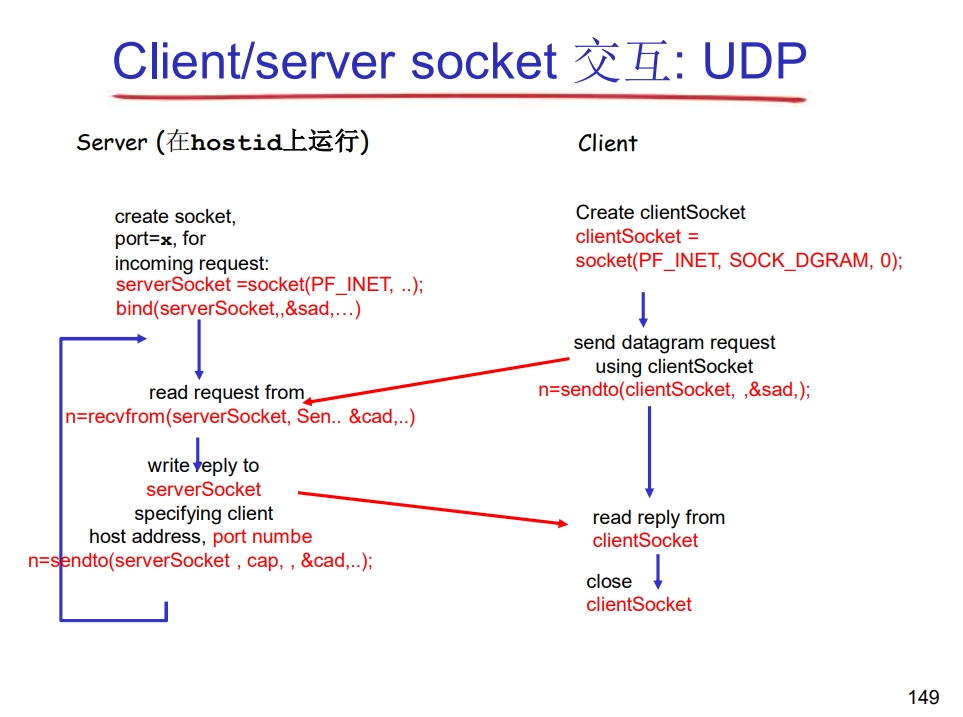 Client/server socket 交互: UDP
Server (在hostid上运行)
create socket,
port=x, for
incoming request:
serverSocket =socket(PF_INET, ..);
bind(serverSocket,,&sad,…)
read request from
n=recvfrom(serverSocket, Sen.. &cad,..)
write reply to
serverSocket
specifying client
host address, port numbe
n=sendto(serverSocket , cap, , &cad,..);
Client
Create clientSocket
clientSocket =
socket(PF_INET, SOCK_DGRAM, 0);
send datagram request
using clientSocket
n=sendto(clientSocket, ,&sad,);
read reply from
clientSocket
close
clientSocket
149